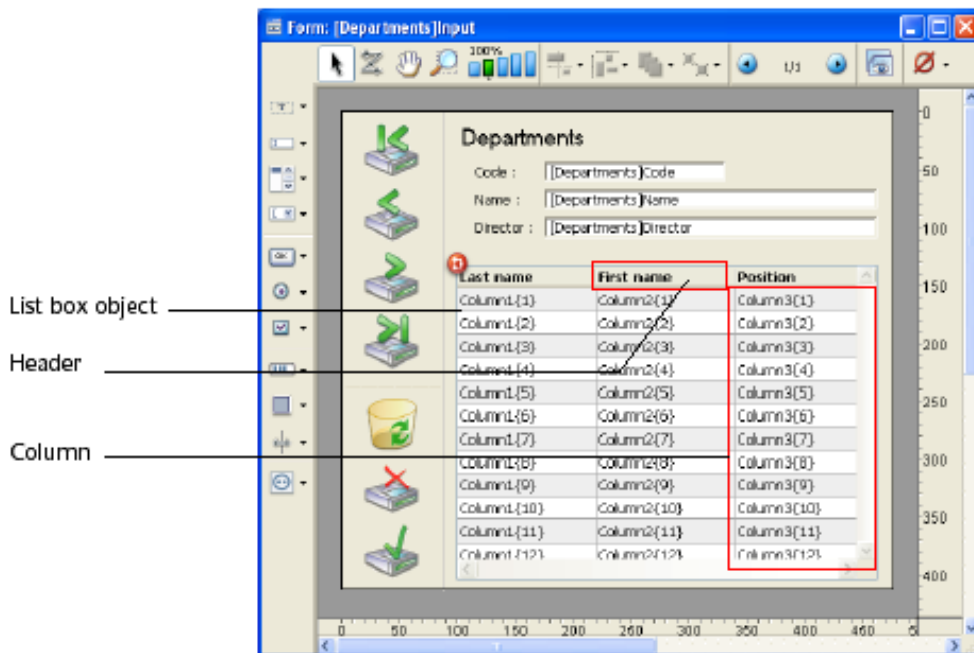 Form: [Departments]Input
100%
1/1
Departments
Code : [Departments]Code
Name : [Departments]Name
Director : [Departments]Director
Last name First name Position
Column1{1} Column2{1} Column3{1}
Column1{2} Column2{2} Column3{2}
Column1{3} Column2{3} Column3{3}
Column1{4} Column2{4} Column3{4}
Column1{5} Column2{5} Column3{5}
Column1{6} Column2{6} Column3{6}
Column1{7} Column2{7} Column3{7}
Column1{8} Column2{8} Column3{8}
Column1{9} Column2{9} Column3{9}
Column1{10} Column2{10} Column3{10}
Column1{11} Column2{11} Column3{11}
Column1{12} Column2{12} Column3{12}
List box object
Header
Column
OK
0
50
100
150
200
250
300
350
400
0 50 100 150 200 250 300 350 400 450